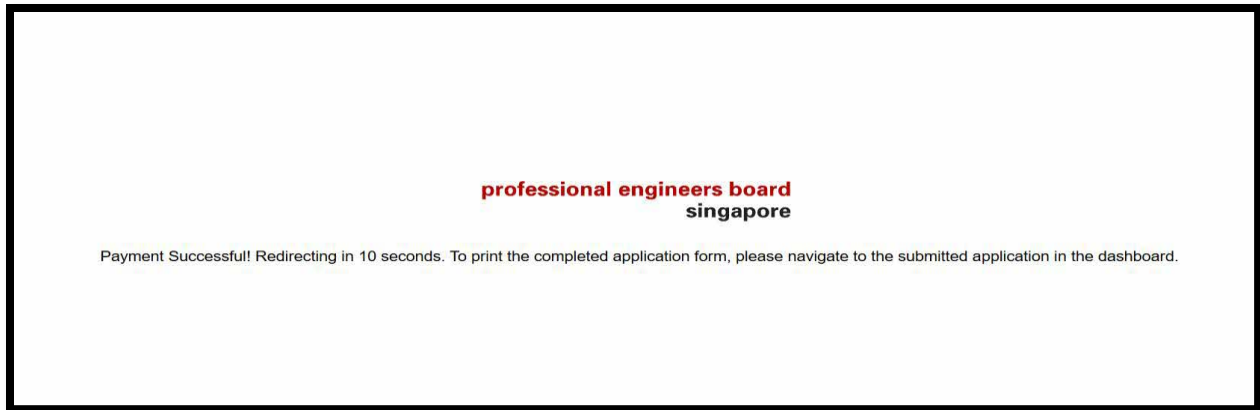 professional engineers board
singapore
Payment Successful! Redirecting in 10 seconds. To print the completed application form, please navigate to the submitted application in the dashboard.